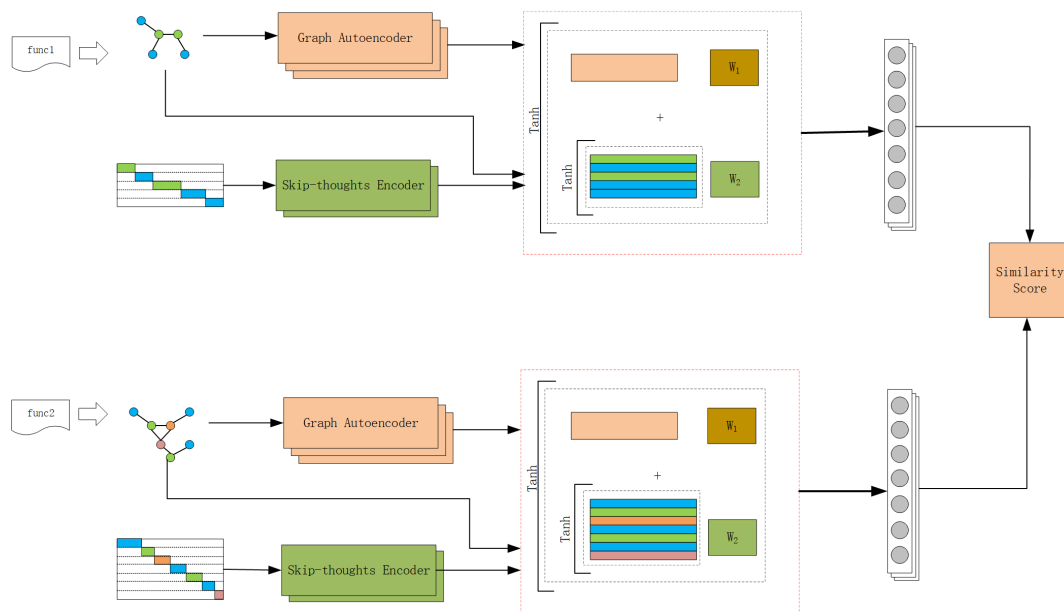 func1
Graph Autoencoder
Skip-thoughts Encoder
Tanh
W₁
+
Tanh
W₂
Similarity
Score
func2
Graph Autoencoder
Skip-thoughts Encoder
Tanh
W₁
+
Tanh
W₂